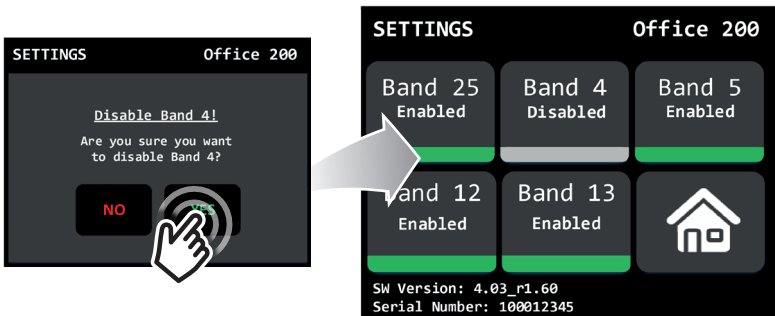 SETTINGS Office 200
Disable Band 4!
Are you sure you want
to disable Band 4?
NO YES
SETTINGS Office 200
Band 25 Band 4 Band 5
Enabled Disabled Enabled
Band 12 Band 13
Enabled Enabled
SW Version: 4.03_r1.60
Serial Number: 100012345